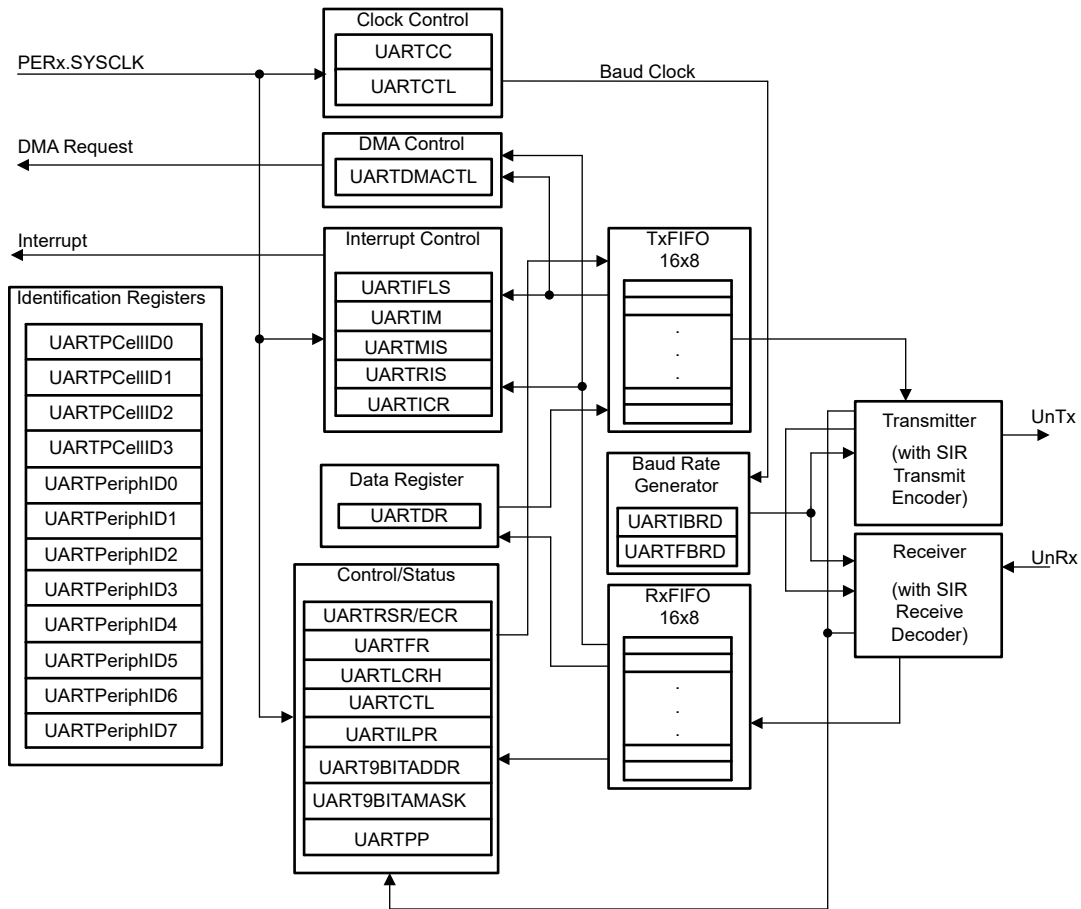 Clock Control
UARTCC
UARTCTL
PERx.SYSCLK
Baud Clock
DMA Control
UARTDMACTL
DMA Request
Interrupt
Interrupt Control
UARTIFLS
UARTIM
UARTMIS
UARTRIS
UARTICR
TxFIFO
16x8
.
.
.
Identification Registers
UARTPCellID0
UARTPCellID1
UARTPCellID2
UARTPCellID3
UARTPeriphID0
UARTPeriphID1
UARTPeriphID2
UARTPeriphID3
UARTPeriphID4
UARTPeriphID5
UARTPeriphID6
UARTPeriphID7
Data Register
UARTDR
Baud Rate
Generator
UARTIBRD
UARTFBRD
Transmitter
(with SIR
Transmit
Encoder)
UnTx
Receiver
(with SIR
Receive
Decoder)
UnRx
Control/Status
UARTRSR/ECR
UARTFR
UARTLCRH
UARTCTL
UARTILPR
UART9BITADDR
UART9BITAMASK
UARTPP
RxFIFO
16x8
.
.
.